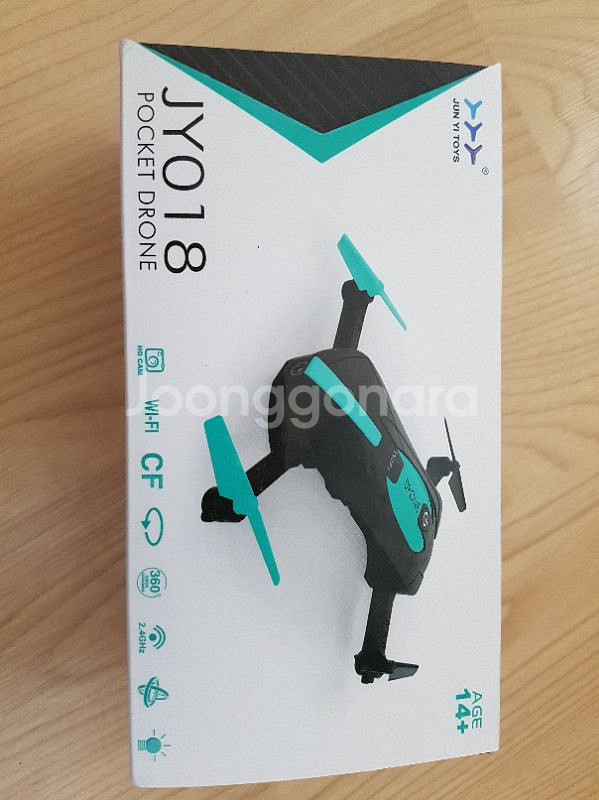 JY018
POCKET DRONE
JUN YI TOYS
®
Joonggonara
HD CAM
WI-FI
CF
360°
2.4GHz
AGE
14+